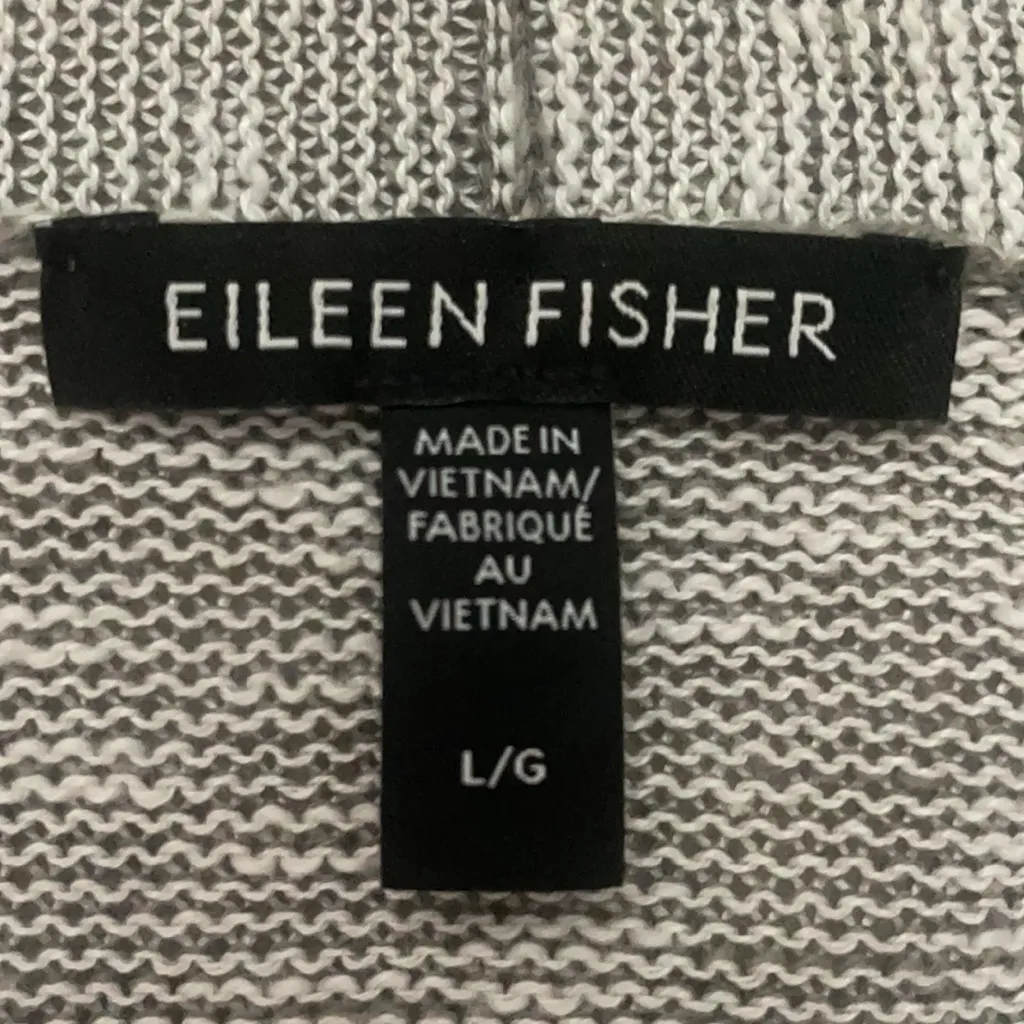 EILEEN FISHER
MADE IN
VIETNAM/
FABRIQUÉ
AU
VIETNAM
L/G